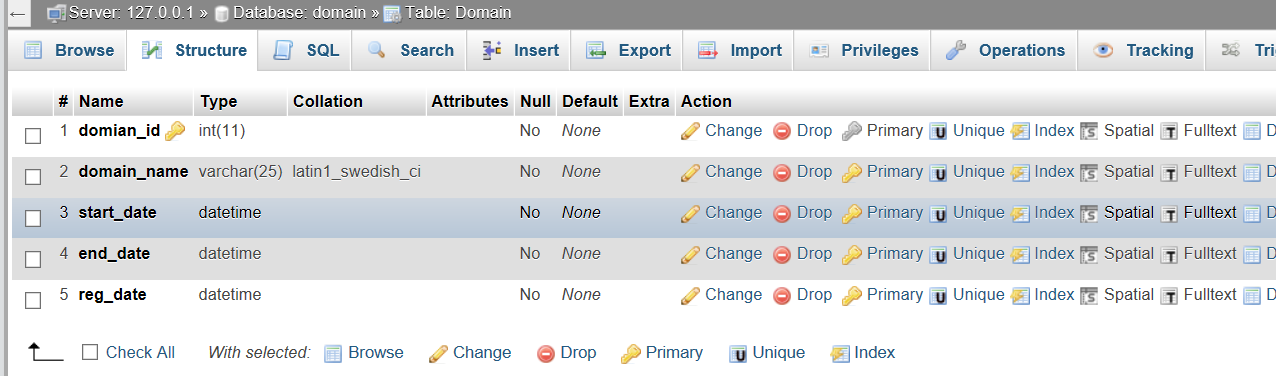 ← Server: 127.0.0.1 » Database: domain » Table: Domain
Browse Structure SQL Search Insert Export Import Privileges Operations Tracking Tri
# Name Type Collation Attributes Null Default Extra Action
1 domian_id int(11) No None Change Drop Primary Unique Index Spatial Fulltext D
2 domain_name varchar(25) latin1_swedish_ci No None Change Drop Primary Unique Index Spatial Fulltext D
3 start_date datetime No None Change Drop Primary Unique Index Spatial Fulltext D
4 end_date datetime No None Change Drop Primary Unique Index Spatial Fulltext D
5 reg_date datetime No None Change Drop Primary Unique Index Spatial Fulltext D
Check All With selected: Browse Change Drop Primary Unique Index